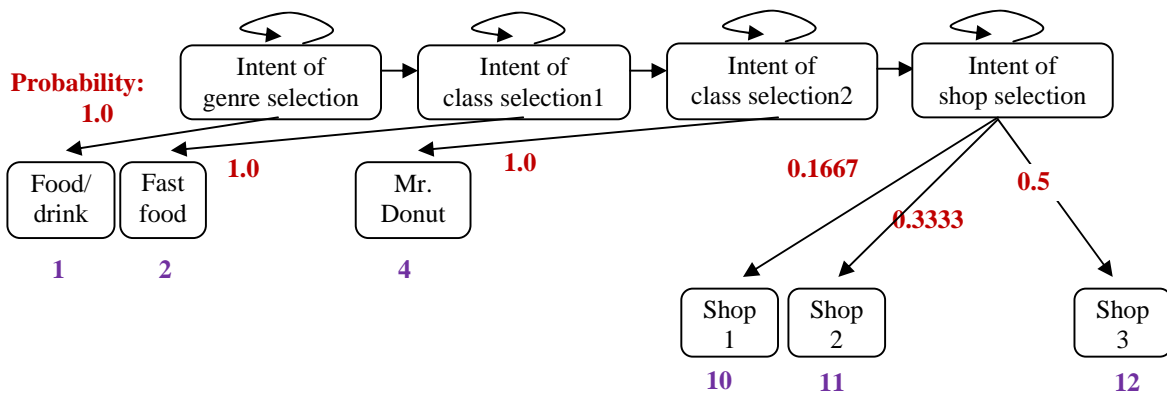 Intent of
genre selection
Intent of
class selection1
Intent of
class selection2
Intent of
shop selection
Probability:
1.0
1.0
1.0
0.1667
0.3333
0.5
Food/
drink
Fast
food
Mr.
Donut
1
2
4
Shop
1
Shop
2
Shop
3
10
11
12